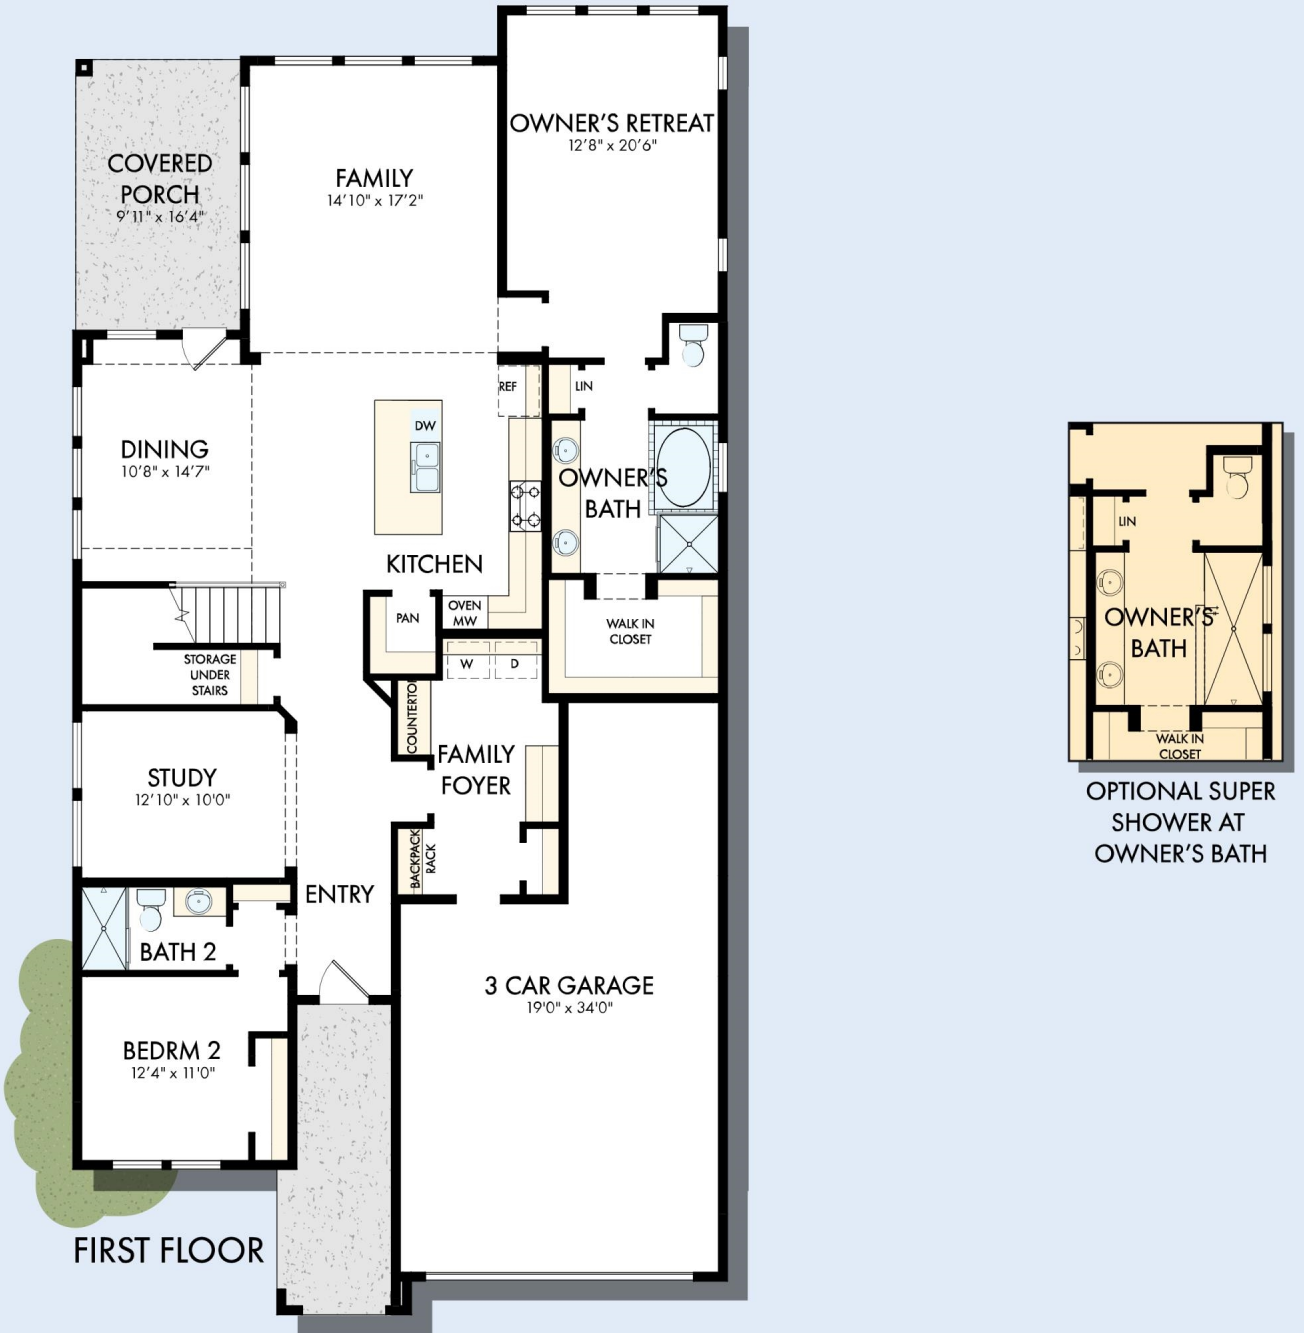 OWNER'S RETREAT
12'8" x 20'6"
COVERED
PORCH
9'11" x 16'4"
FAMILY
14'10" x 17'2"
REF
LIN
DW
DINING
10'8" x 14'7"
OWNER'S
BATH
KITCHEN
PAN
OVEN
MW
WALK IN
CLOSET
STORAGE
UNDER
STAIRS
W
D
COUNTERTO
FAMILY
FOYER
STUDY
12'10" x 10'0"
BACKPACK
RACK
ENTRY
BATH 2
3 CAR GARAGE
19'0" x 34'0"
BEDRM 2
12'4" x 11'0"
FIRST FLOOR
LIN
OWNER'S
BATH
WALK IN
CLOSET
OPTIONAL SUPER
SHOWER AT
OWNER'S BATH